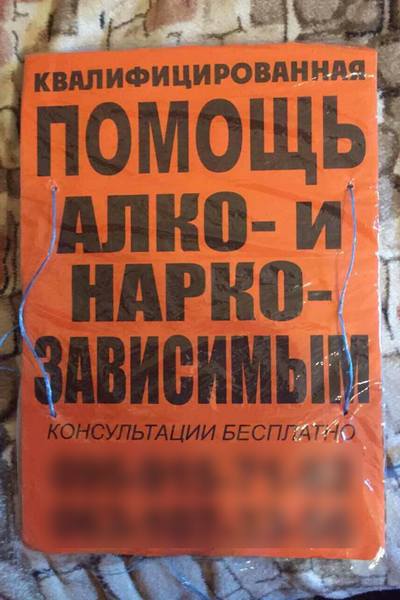 КВАЛИФИЦИРОВАННАЯ
ПОМОЩЬ
АЛКО- И
НАРКО-
ЗАВИСИМЫМ
КОНСУЛЬТАЦИИ БЕСПЛАТНО